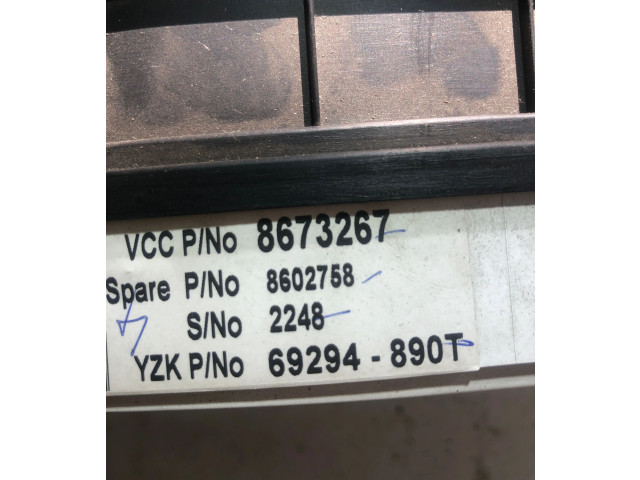 VCC P/No 8673267
Spare P/No 8602758
S/No 2248
YZK P/No 69294-890T